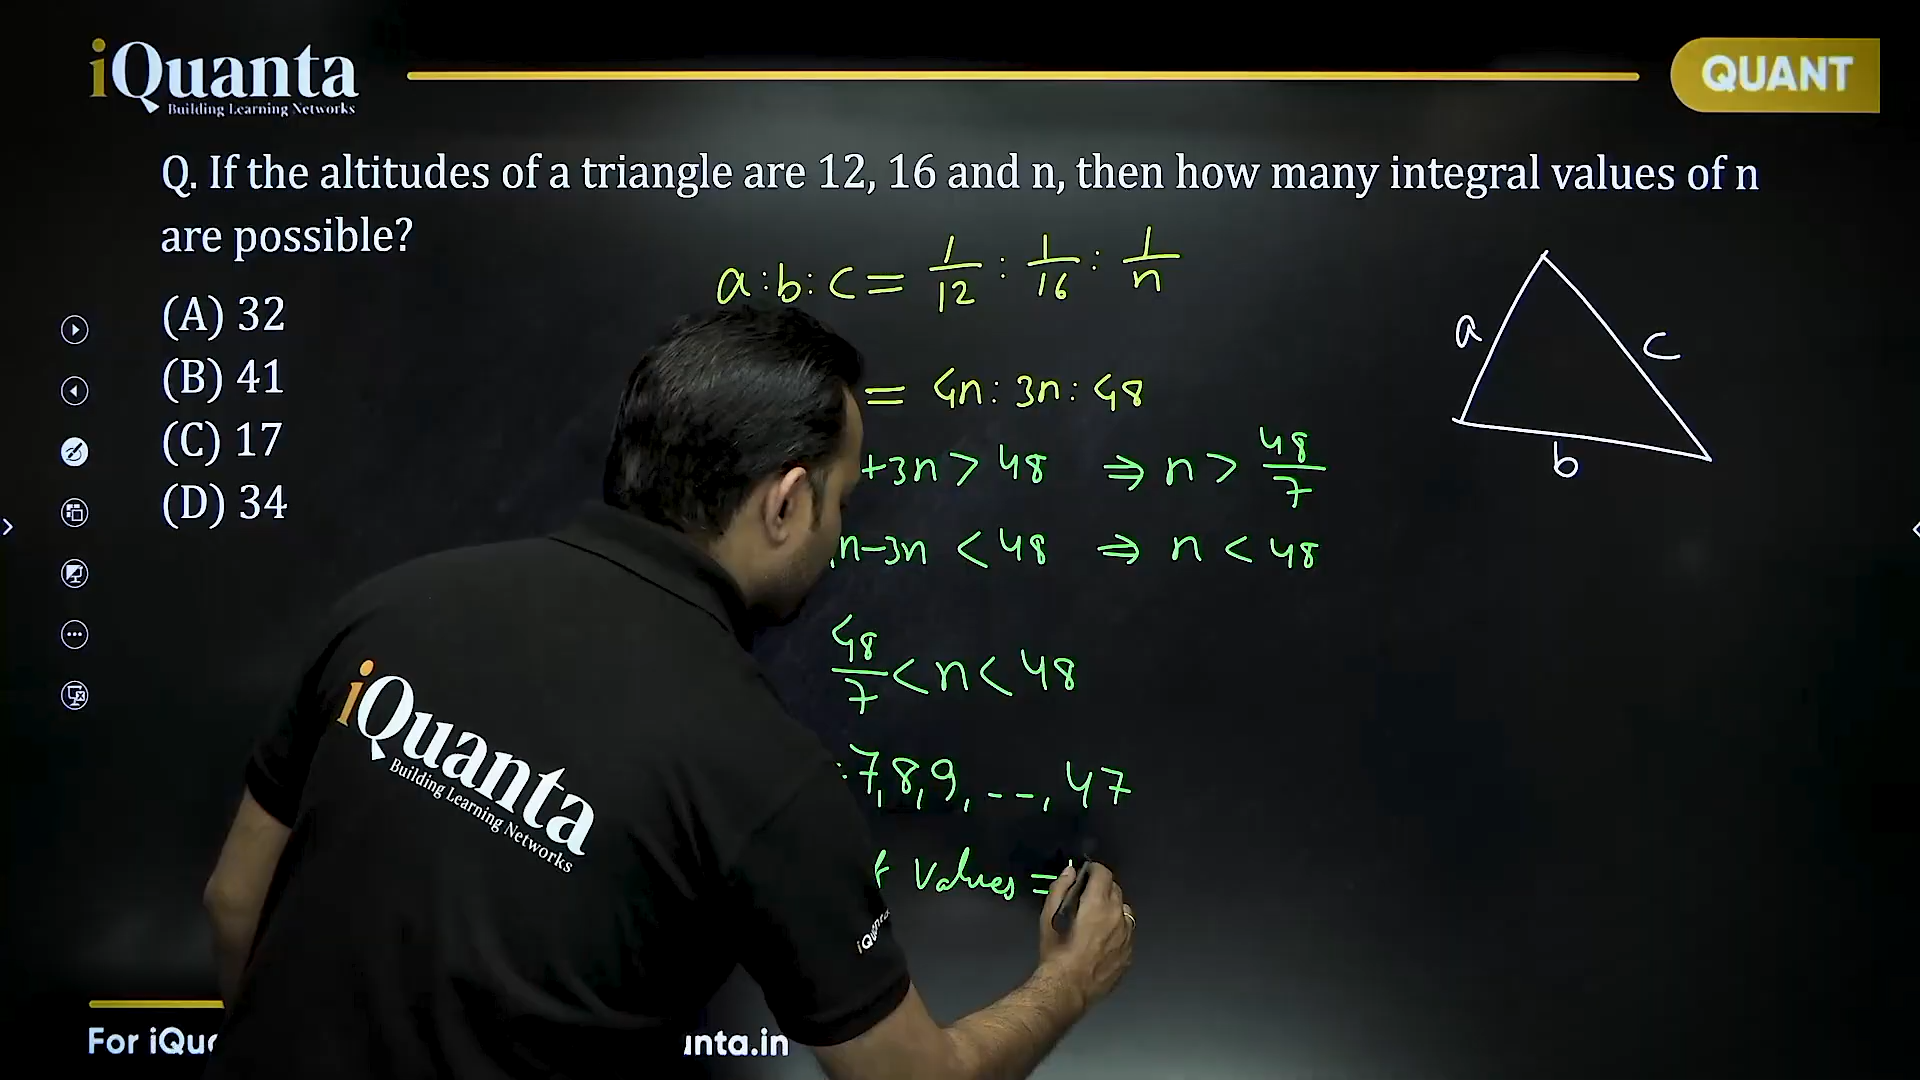 iQuanta
Building Learning Networks
QUANT
Q. If the altitudes of a triangle are 12, 16 and n, then how many integral values of n
are possible?
(A) 32
(B) 41
(C) 17
(D) 34
a : b : c = 1/12 : 1/16 : 1/n
= 4n : 3n : 48
+3n > 48 ⇒ n > 48/7
n-3n < 48 ⇒ n < 48
48/7 < n < 48
: 7, 8, 9, ---, 47
f values =
a
c
b
iQuanta
Building Learning Networks
iQuanta
For iQu
nta.in